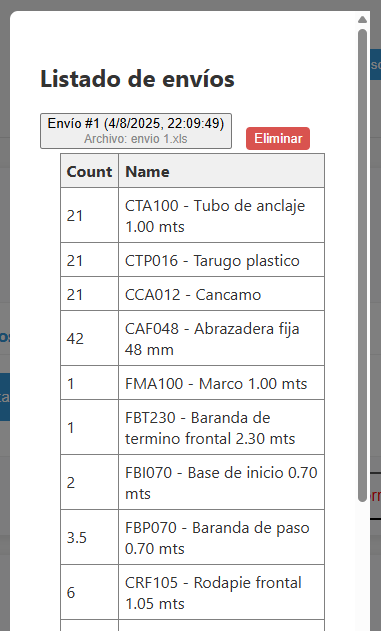 Listado de envíos
Envío #1 (4/8/2025, 22:09:49)
Archivo: envio 1.xls
Eliminar
Count Name
21 CTA100 - Tubo de anclaje
1.00 mts
21 CTP016 - Tarugo plastico
21 CCA012 - Cancamo
42 CAF048 - Abrazadera fija
48 mm
1 FMA100 - Marco 1.00 mts
1 FBT230 - Baranda de
termino frontal 2.30 mts
2 FBI070 - Base de inicio 0.70
mts
3.5 FBP070 - Baranda de paso
0.70 mts
6 CRF105 - Rodapie frontal
1.05 mts